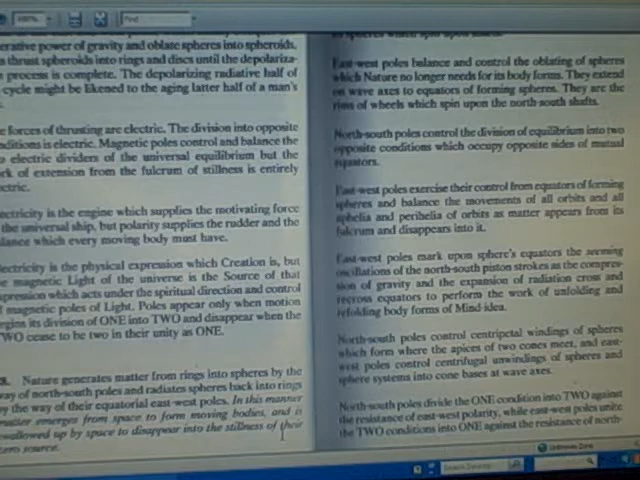 100%
Find
erative power of gravity and oblate spheres into spheroids,
thrust spheroids into rings and discs until the depolariza-
process is complete. The depolarizing radiative half of
cycle might be likened to the aging latter half of a man's
e forces of thrusting are electric. The division into opposite
nditions is electric. Magnetic poles control and balance the
o electric dividers of the universal equilibrium but the
rk of extension from the fulcrum of stillness is entirely
ctric.
ectricity is the engine which supplies the motivating force
the universal ship, but polarity supplies the rudder and the
lance which every moving body must have.
ectricity is the physical expression which Creation is, but
e magnetic Light of the universe is the Source of that
xpression which acts under the spiritual direction and control
f magnetic poles of Light. Poles appear only when motion
egins its division of ONE into TWO and disappear when the
TWO cease to be two in their unity as ONE.
8. Nature generates matter from rings into spheres by the
way of north-south poles and radiates spheres back into rings
by the way of their equatorial east-west poles. In this manner
matter emerges from space to form moving bodies, and is
swallowed up by space to disappear into the stillness of their
zero source.
East-west poles balance and control the oblating of spheres
which Nature no longer needs for its body forms. They extend
on wave axes to equators of forming spheres. They are the
rims of wheels which spin upon the north-south shafts.
North-south poles control the division of equilibrium into two
opposite conditions which occupy opposite sides of mutual
equators.
East-west poles exercise their control from equators of forming
spheres and balance the movements of all orbits and all
aphelia and perihelia of orbits as matter appears from its
fulcrum and disappears into it.
East-west poles mark upon sphere's equators the seeming
oscillations of the north-south piston strokes as the compres-
sion of gravity and the expansion of radiation cross and
recross equators to perform the work of unfolding and
refolding body forms of Mind-idea.
North-south poles control centripetal windings of spheres
which form where the apices of two cones meet, and east-
west poles control centrifugal unwindings of spheres and
sphere systems into cone bases at wave axes.
North-south poles divide the ONE condition into TWO against
the resistance of east-west polarity, while east-west poles unite
the TWO conditions into ONE against the resistance of north-
Unknown Zone
Search Desktop